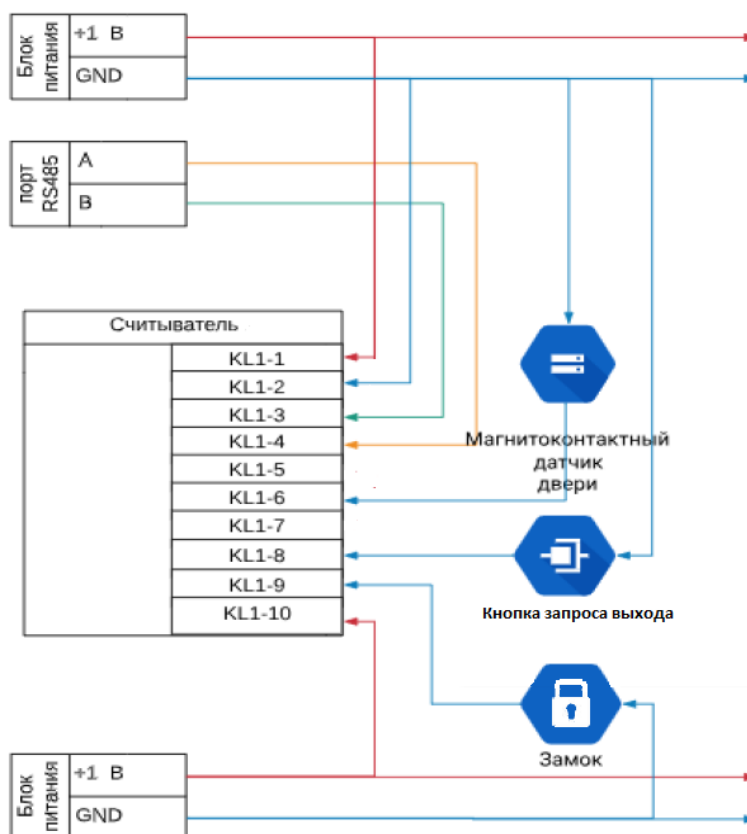 Блок
питания
+1 В
GND
порт
RS485
A
B
Считыватель
KL1-1
KL1-2
KL1-3
KL1-4
KL1-5
KL1-6
KL1-7
KL1-8
KL1-9
KL1-10
Магнитоконтактный
датчик
двери
Кнопка запроса выхода
Замок
Блок
питания
+1 В
GND